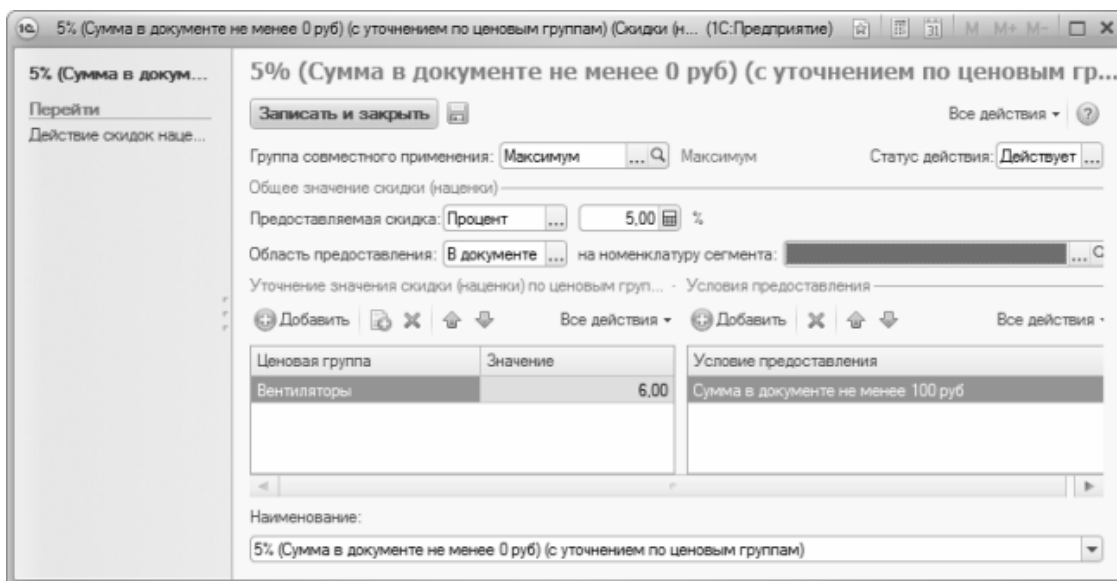 5% (Сумма в документе не менее 0 руб) (с уточнением по ценовым группам) (Скидки (н... (1С:Предприятие) 31 M M+ M-
5% (Сумма в докум...
Перейти
Действие скидок наце...
5% (Сумма в документе не менее 0 руб) (с уточнением по ценовым гр...
Записать и закрыть Все действия ?
Группа совместного применения: Максимум ... Максимум Статус действия: Действует ...
Общее значение скидки (наценки)
Предоставляемая скидка: Процент ... 5,00 %
Область предоставления: В документе ... на номенклатуру сегмента: ...
Уточнение значения скидки (наценки) по ценовым груп... Условия предоставления
Добавить Все действия Добавить Все действия
Ценовая группа Значение Условие предоставления
Вентиляторы 6,00 Сумма в документе не менее 100 руб
Наименование:
5% (Сумма в документе не менее 0 руб) (с уточнением по ценовым группам)